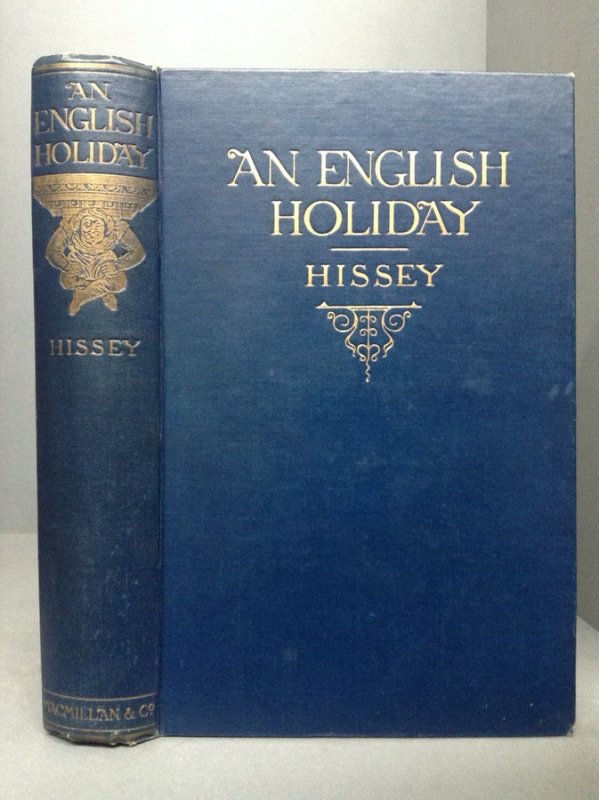 AN
ENGLISH
HOLIDAY
HISSEY
MACMILLAN & Co.
AN ENGLISH
HOLIDAY
HISSEY